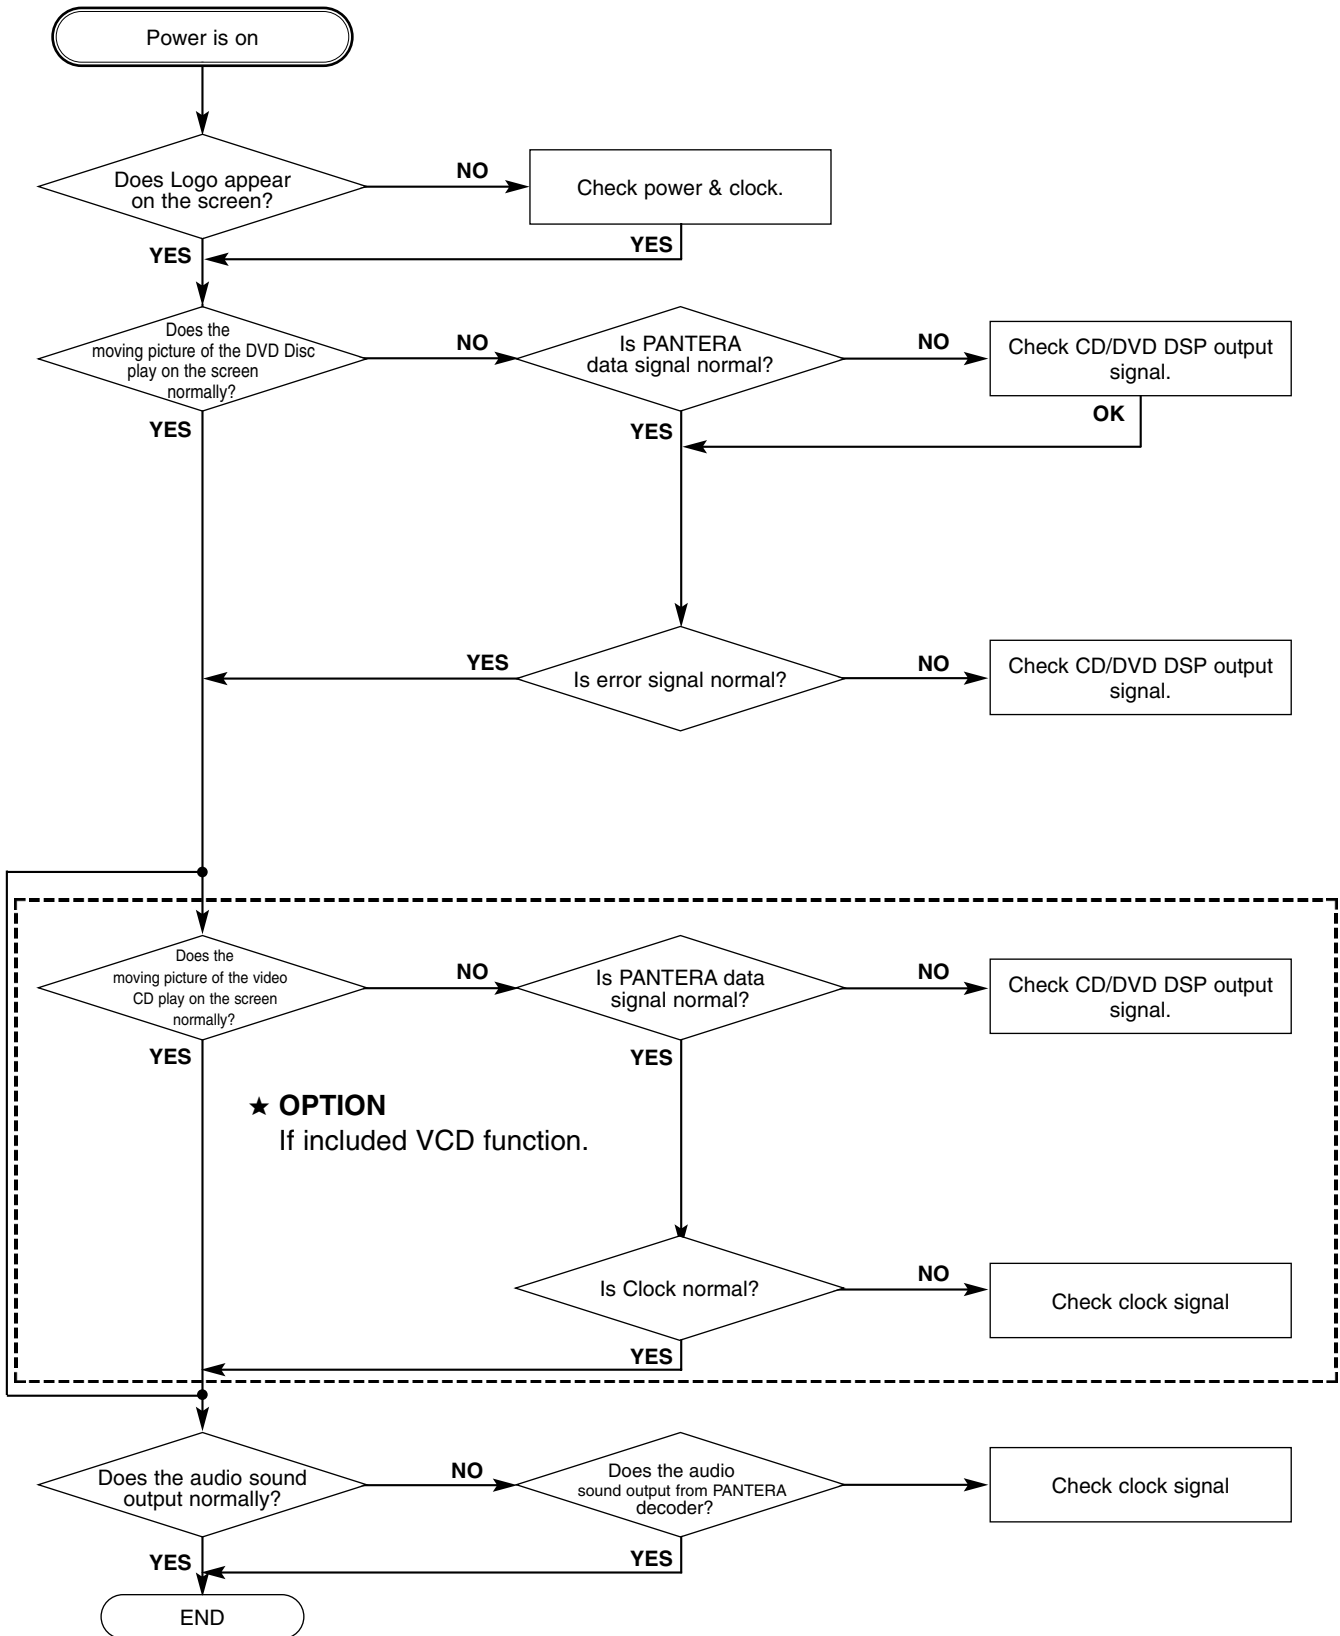 Power is on
Does Logo appear
on the screen?
NO
Check power & clock.
YES
YES
Does the
moving picture of the DVD Disc
play on the screen
normally?
NO
Is PANTERA
data signal normal?
NO
Check CD/DVD DSP output
signal.
YES
YES
OK
YES
Is error signal normal?
NO
Check CD/DVD DSP output
signal.
Does the
moving picture of the video
CD play on the screen
normally?
NO
Is PANTERA data
signal normal?
NO
Check CD/DVD DSP output
signal.
YES
YES
★ OPTION
If included VCD function.
Is Clock normal?
NO
Check clock signal
YES
Does the audio sound
output normally?
NO
Does the audio
sound output from PANTERA
decoder?
Check clock signal
YES
YES
END